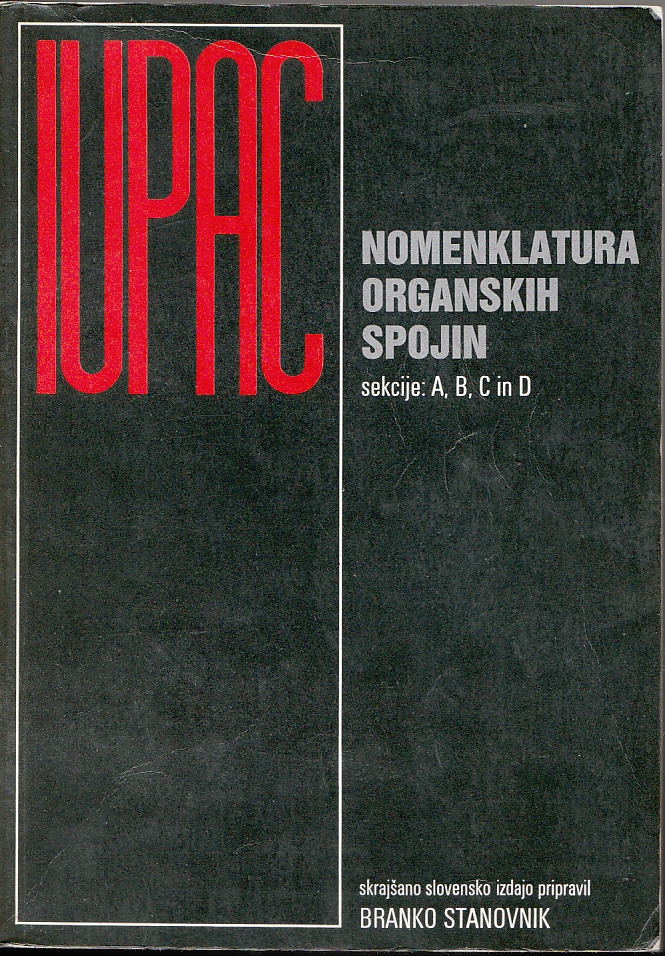 IUPAC
NOMENKLATURA
ORGANSKIH
SPOJIN
sekcije: A, B, C in D
skrajšano slovensko izdajo pripravil
BRANKO STANOVNIK